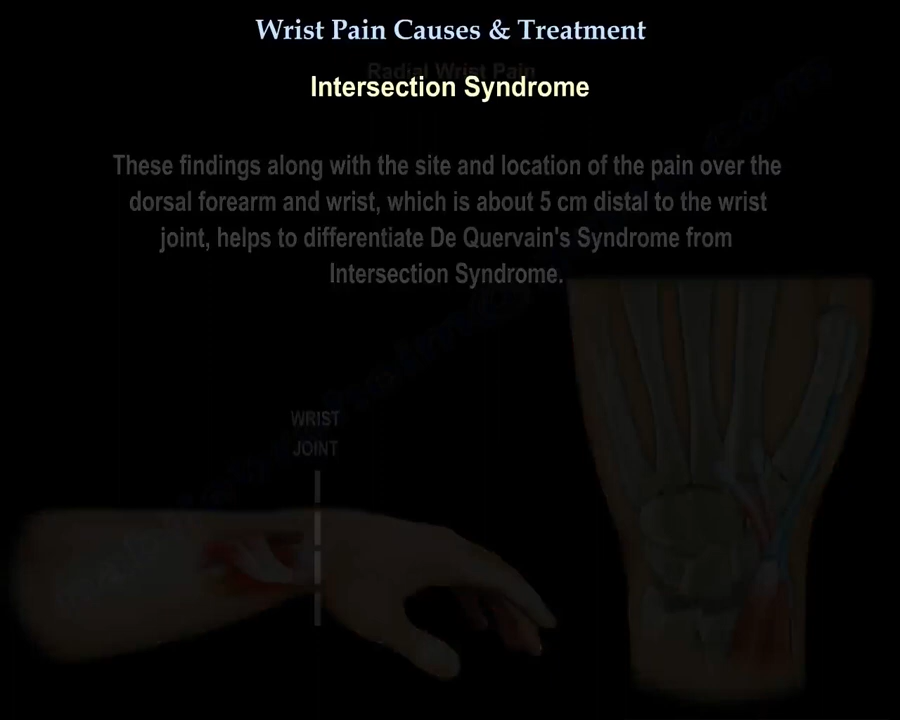 Wrist Pain Causes & Treatment
Radial Wrist Pain
Intersection Syndrome
These findings along with the site and location of the pain over the
dorsal forearm and wrist, which is about 5 cm distal to the wrist
joint, helps to differentiate De Quervain's Syndrome from
Intersection Syndrome.
WRIST
JOINT